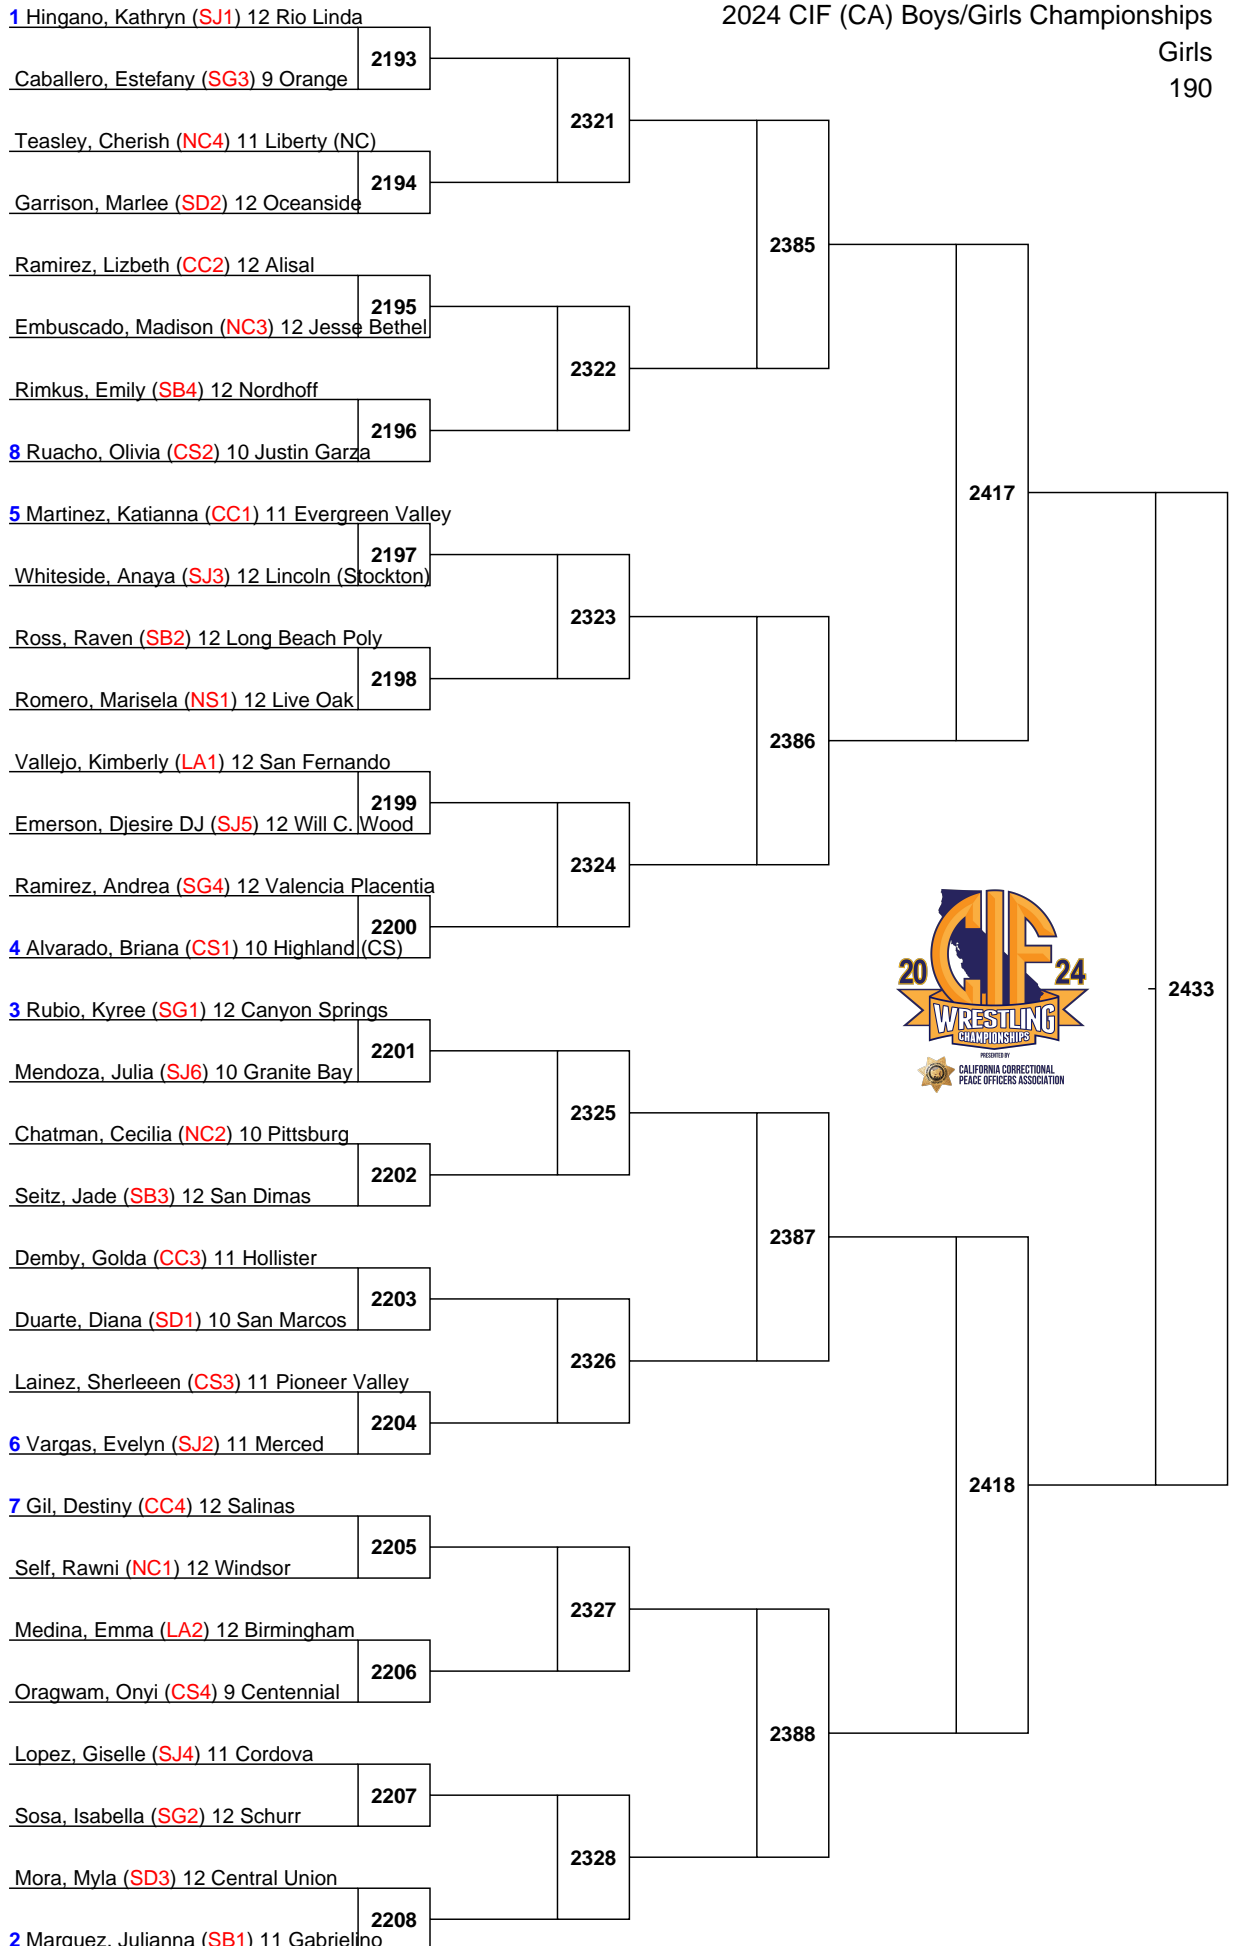 2024 CIF (CA) Boys/Girls Championships
Girls
190
1 Hingano, Kathryn (SJ1) 12 Rio Linda
2193
Caballero, Estefany (SG3) 9 Orange
2321
Teasley, Cherish (NC4) 11 Liberty (NC)
2194
Garrison, Marlee (SD2) 12 Oceanside
2385
Ramirez, Lizbeth (CC2) 12 Alisal
2195
Embuscado, Madison (NC3) 12 Jesse Bethel
2322
Rimkus, Emily (SB4) 12 Nordhoff
2196
8 Ruacho, Olivia (CS2) 10 Justin Garza
2417
5 Martinez, Katianna (CC1) 11 Evergreen Valley
2197
Whiteside, Anaya (SJ3) 12 Lincoln (Stockton)
2323
Ross, Raven (SB2) 12 Long Beach Poly
2198
Romero, Marisela (NS1) 12 Live Oak
2386
Vallejo, Kimberly (LA1) 12 San Fernando
2199
Emerson, Djesire DJ (SJ5) 12 Will C. Wood
2324
Ramirez, Andrea (SG4) 12 Valencia Placentia
2200
4 Alvarado, Briana (CS1) 10 Highland (CS)
20 CIF 24
WRESTLING
CHAMPIONSHIPS
PRESENTED BY
CALIFORNIA CORRECTIONAL
PEACE OFFICERS ASSOCIATION
2433
3 Rubio, Kyree (SG1) 12 Canyon Springs
2201
Mendoza, Julia (SJ6) 10 Granite Bay
2325
Chatman, Cecilia (NC2) 10 Pittsburg
2202
Seitz, Jade (SB3) 12 San Dimas
2387
Demby, Golda (CC3) 11 Hollister
2203
Duarte, Diana (SD1) 10 San Marcos
2326
Lainez, Sherleeen (CS3) 11 Pioneer Valley
2204
6 Vargas, Evelyn (SJ2) 11 Merced
2418
7 Gil, Destiny (CC4) 12 Salinas
2205
Self, Rawni (NC1) 12 Windsor
2327
Medina, Emma (LA2) 12 Birmingham
2206
Oragwam, Onyi (CS4) 9 Centennial
2388
Lopez, Giselle (SJ4) 11 Cordova
2207
Sosa, Isabella (SG2) 12 Schurr
2328
Mora, Myla (SD3) 12 Central Union
2208
2 Marquez, Julianna (SB1) 11 Gabrielino